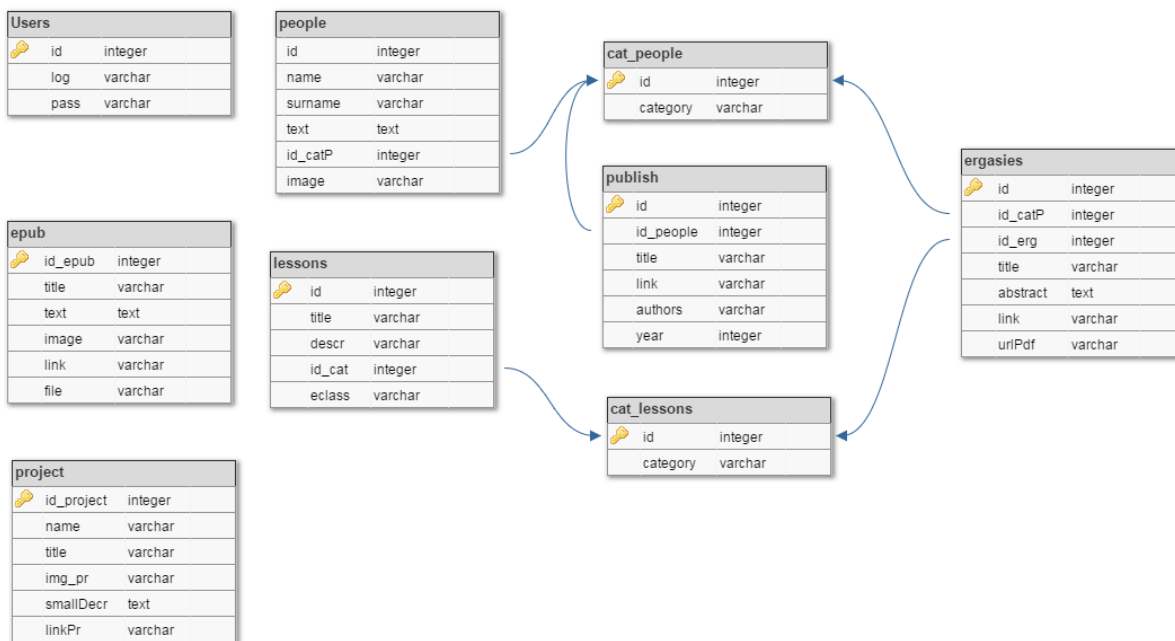 Users
id integer
log varchar
pass varchar
people
id integer
name varchar
surname varchar
text text
id_catP integer
image varchar
cat_people
id integer
category varchar
publish
id integer
id_people integer
title varchar
link varchar
authors varchar
year integer
ergasies
id integer
id_catP integer
id_erg integer
title varchar
abstract text
link varchar
urlPdf varchar
epub
id_epub integer
title varchar
text text
image varchar
link varchar
file varchar
lessons
id integer
title varchar
descr varchar
id_cat integer
eclass varchar
cat_lessons
id integer
category varchar
project
id_project integer
name varchar
title varchar
img_pr varchar
smallDecr text
linkPr varchar